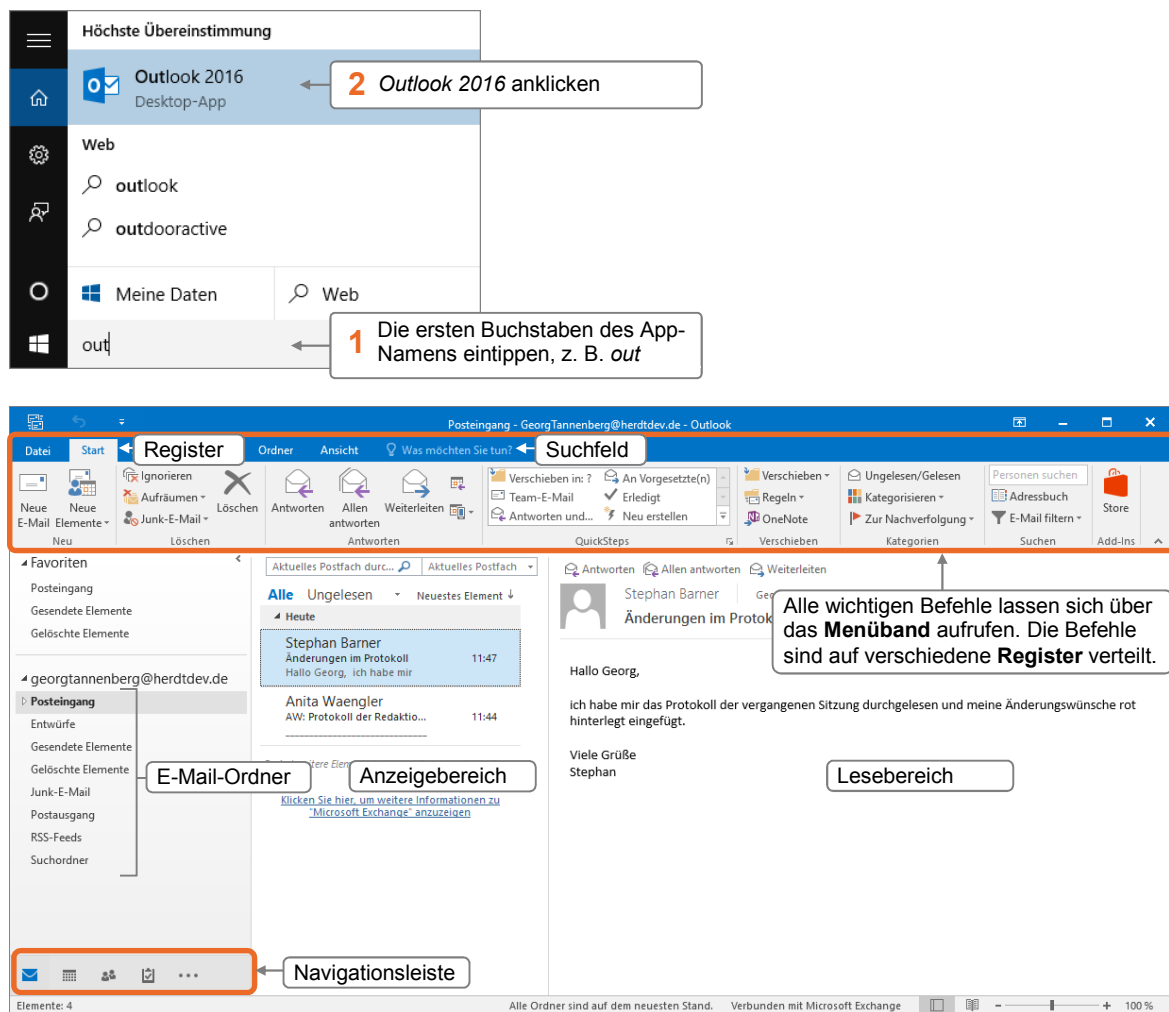 Höchste Übereinstimmung
Outlook 2016
Desktop-App
2 Outlook 2016 anklicken
Web
outlook
outdooractive
Meine Daten
Web
out
1 Die ersten Buchstaben des App-
Namens eintippen, z. B. out
Posteingang - GeorgTannenberg@herdtdev.de - Outlook
Datei Start Register Ordner Ansicht Was möchten Sie tun? Suchfeld
Neue
E-Mail
Neue
Elemente
Neu
Ignorieren
Aufräumen
Junk-E-Mail
Löschen
Löschen
Antworten
Allen
antworten
Weiterleiten
Antworten
Verschieben in: ?
Team-E-Mail
Antworten und...
An Vorgesetzte(n)
Erledigt
Neu erstellen
QuickSteps
Verschieben
Regeln
OneNote
Verschieben
Ungelesen/Gelesen
Kategorisieren
Zur Nachverfolgung
Kategorien
Personen suchen
Adressbuch
E-Mail filtern
Suchen
Store
Add-Ins
Favoriten
Posteingang
Gesendete Elemente
Gelöschte Elemente
georgtannenberg@herdtdev.de
Posteingang
Entwürfe
Gesendete Elemente
Gelöschte Elemente
Junk-E-Mail
Postausgang
RSS-Feeds
Suchordner
E-Mail-Ordner
Aktuelles Postfach durc...
Aktuelles Postfach
Alle Ungelesen Neuestes Element ↓
Heute
Stephan Barner
Änderungen im Protokoll 11:47
Hallo Georg, ich habe mir
Anita Waengler
AW: Protokoll der Redaktio... 11:44
Anzeigebereich
Klicken Sie hier, um weitere Informationen zu
"Microsoft Exchange" anzuzeigen
Antworten Allen antworten Weiterleiten
Stephan Barner
Änderungen im
Alle wichtigen Befehle lassen sich über
das Menüband aufrufen. Die Befehle
sind auf verschiedene Register verteilt.
Hallo Georg,
ich habe mir das Protokoll der vergangenen Sitzung durchgelesen und meine Änderungswünsche rot
hinterlegt eingefügt.
Viele Grüße
Stephan
Lesebereich
Navigationsleiste
Elemente: 4
Alle Ordner sind auf dem neuesten Stand.
Verbunden mit Microsoft Exchange
100 %